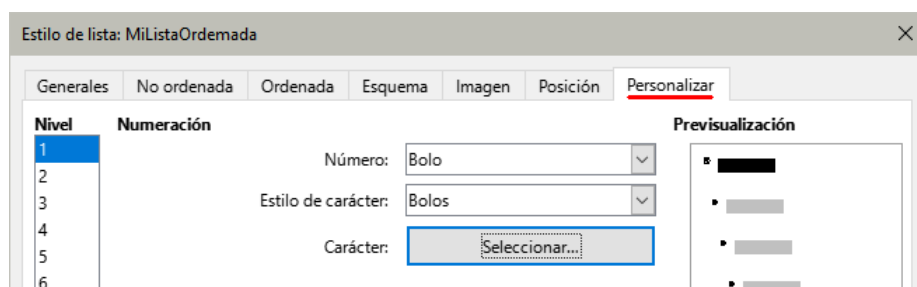 Estilo de lista: MiListaOrdemada
Generales No ordenada Ordenada Esquema Imagen Posición Personalizar
Nivel Numeración Previsualización
1
Número: Bolo
2
3 Estilo de carácter: Bolos
4
Carácter: Seleccionar...
5
6